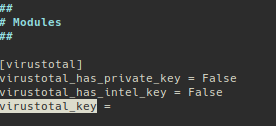 ##
# Modules
##
[virustotal]
virustotal_has_private_key = False
virustotal_has_intel_key = False
virustotal_key =